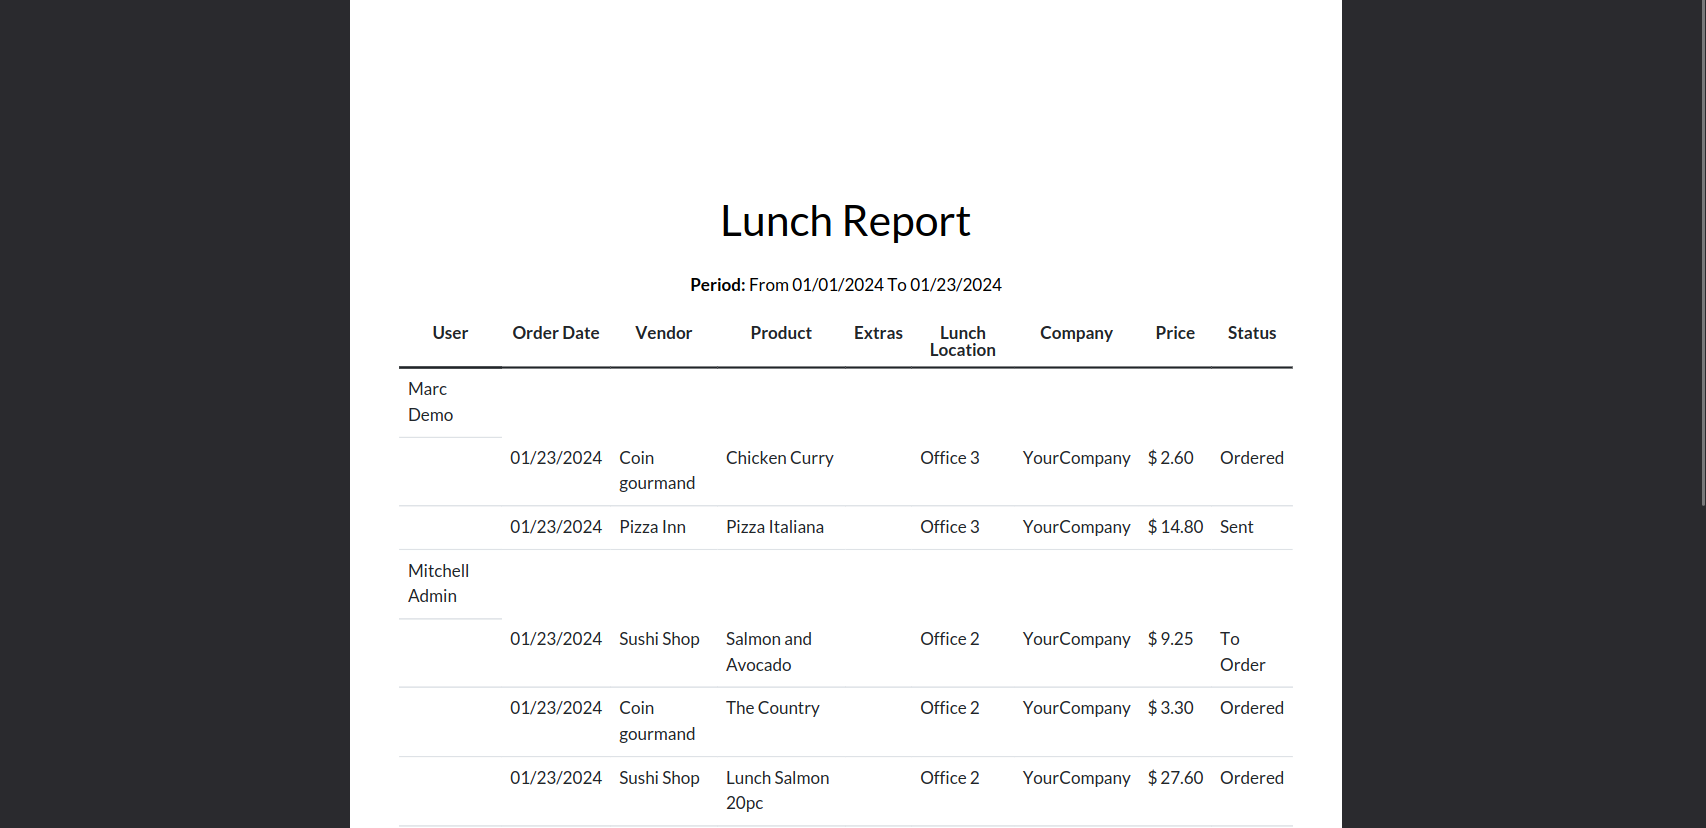 Lunch Report
Period: From 01/01/2024 To 01/23/2024
User Order Date Vendor Product Extras Lunch Location Company Price Status
Marc
Demo
01/23/2024 Coin gourmand Chicken Curry Office 3 YourCompany $ 2.60 Ordered
01/23/2024 Pizza Inn Pizza Italiana Office 3 YourCompany $ 14.80 Sent
Mitchell
Admin
01/23/2024 Sushi Shop Salmon and Avocado Office 2 YourCompany $ 9.25 To Order
01/23/2024 Coin gourmand The Country Office 2 YourCompany $ 3.30 Ordered
01/23/2024 Sushi Shop Lunch Salmon 20pc Office 2 YourCompany $ 27.60 Ordered